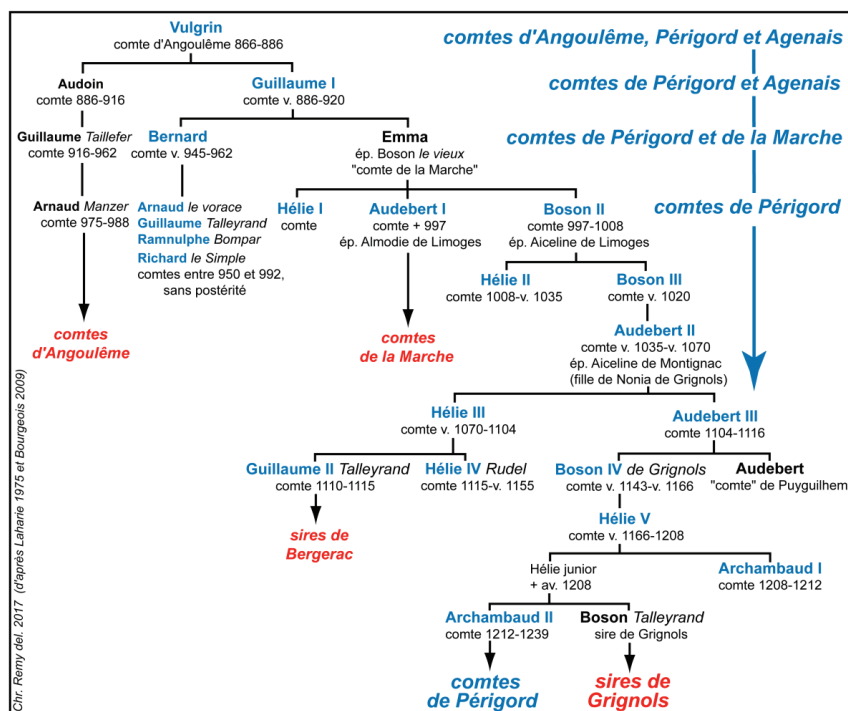 Vulgrin
comte d'Angoulême 866-886
comtes d'Angoulême, Périgord et Agenais
Audoin
comte 886-916
Guillaume I
comte v. 886-920
comtes de Périgord et Agenais
Guillaume Taillefer
comte 916-962
Bernard
comte v. 945-962
Emma
ép. Boson le vieux
"comte de la Marche"
comtes de Périgord et de la Marche
Arnaud Manzer
comte 975-988
Arnaud le vorace
Guillaume Talleyrand
Ramnulphe Bompar
Richard le Simple
comtes entre 950 et 992,
sans postérité
Hélie I
comte
Audebert I
comte + 997
ép. Almodie de Limoges
Boson II
comte 997-1008
ép. Aiceline de Limoges
comtes de Périgord
Hélie II
comte 1008-v. 1035
Boson III
comte v. 1020
comtes
d'Angoulême
comtes
de la Marche
Audebert II
comte v. 1035-v. 1070
ép. Aiceline de Montignac
(fille de Nonia de Grignols)
Hélie III
comte v. 1070-1104
Audebert III
comte 1104-1116
Guillaume II Talleyrand
comte 1110-1115
Hélie IV Rudel
comte 1115-v. 1155
Boson IV de Grignols
comte v. 1143-v. 1166
Audebert
"comte" de Puyguilhem
sires de
Bergerac
Hélie V
comte v. 1166-1208
Hélie junior
+ av. 1208
Archambaud I
comte 1208-1212
Archambaud II
comte 1212-1239
Boson Talleyrand
sire de Grignols
comtes
de Périgord
sires de
Grignols
Chr. Remy del. 2017 (d'après Laharie 1975 et Bourgeois 2009)